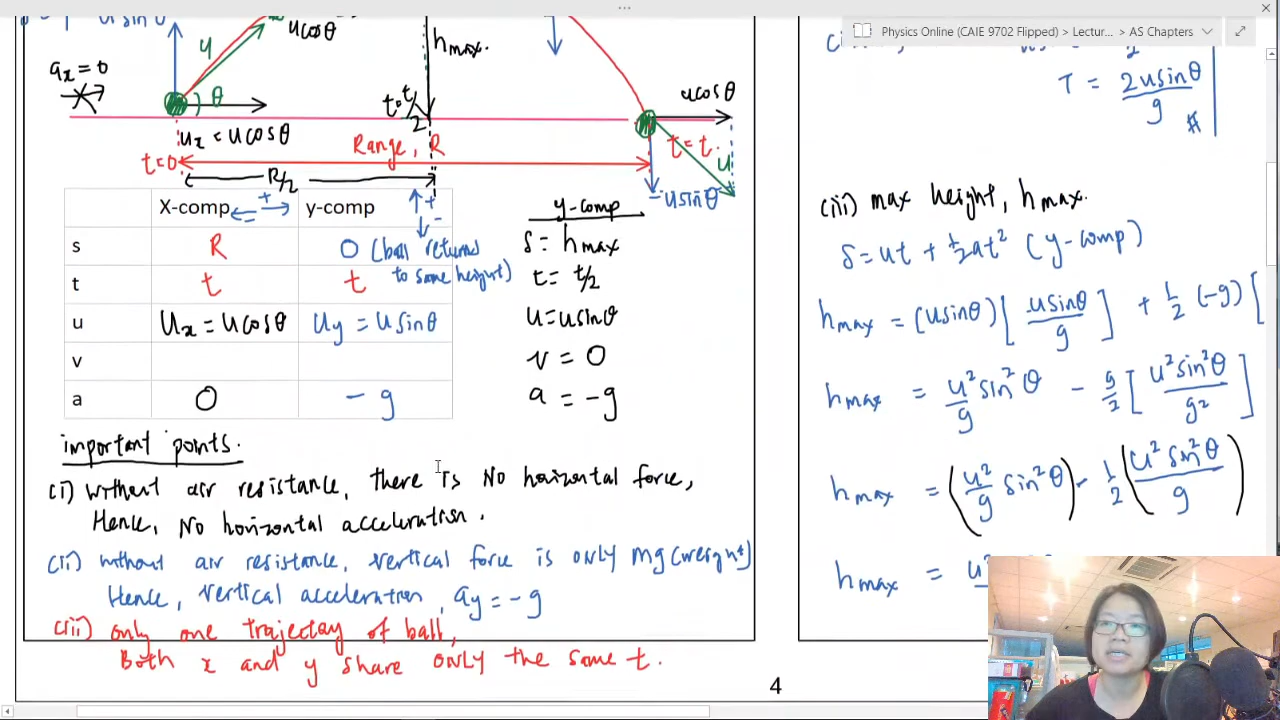 Physics Online (CAIE 9702 Flipped) > Lectur... > AS Chapters
u sin θ
u
u cos θ
hmax.
aₓ = 0
θ
t = t/2
uₓ = u cos θ
u cos θ
t = 0
Range, R
t = t.
u
R/2
- u sin θ
X-comp + -
y-comp + -
s R 0 (ball returns to same height)
t t t
u Uₓ = u cos θ Uy = u sin θ
v
a 0 - g
y-comp
s = hmax
t = t/2
u = u sin θ
v = 0
a = -g
important points.
(i) without air resistance, there is NO horizontal force,
Hence, NO horizontal acceleration.
(ii) without air resistance, vertical force is only mg (weight)
Hence, vertical acceleration, ay = -g
(iii) only one trajectory of ball,
Both x and y share only the same t.
4
T = 2u sin θ / g #
(iii) max height, hmax.
s = ut + ½at² (y-comp)
hmax = (u sin θ) [ u sin θ / g ] + ½ (-g) [
hmax = u²/g sin² θ - g/2 [ u² sin² θ / g² ]
hmax = ( u²/g sin² θ ) - ½ ( u² sin² θ / g )
hmax =